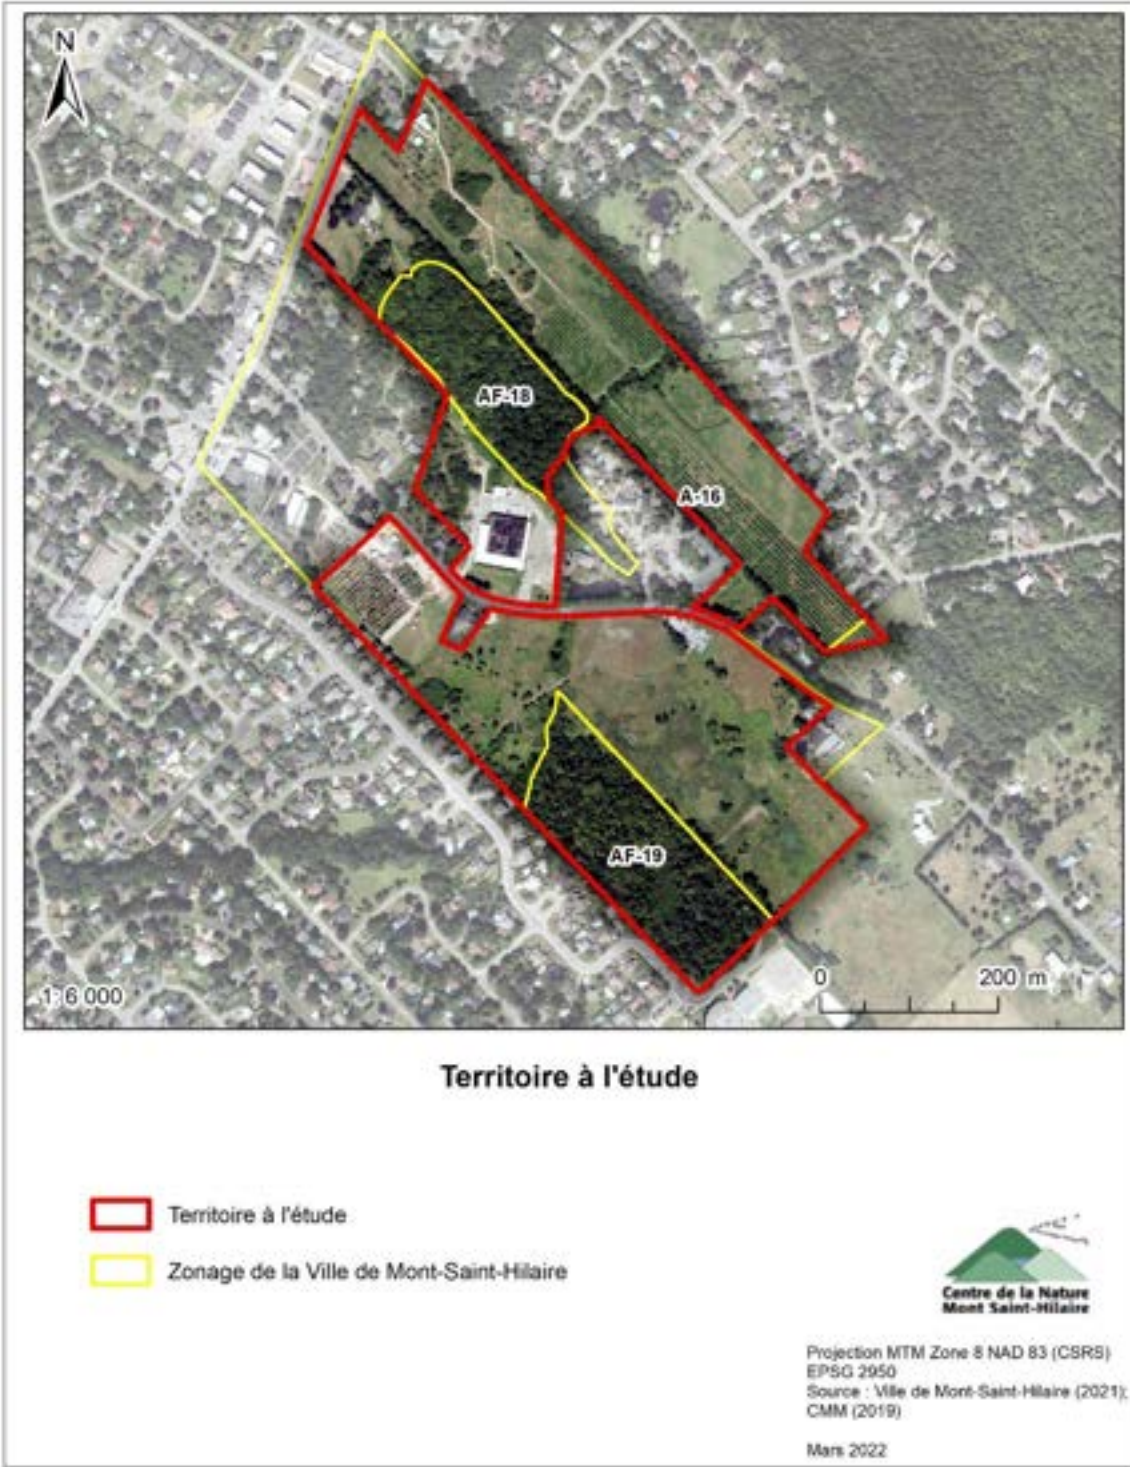 N
AF-18
A-16
AF-19
1: 6 000
0 200 m
Territoire à l'étude
Territoire à l'étude
Zonage de la Ville de Mont-Saint-Hilaire
Centre de la Nature
Mont Saint-Hilaire
Projection MTM Zone 8 NAD 83 (CSRS)
EPSG 2950
Source : Ville de Mont-Saint-Hilaire (2021);
CMM (2019)
Mars 2022